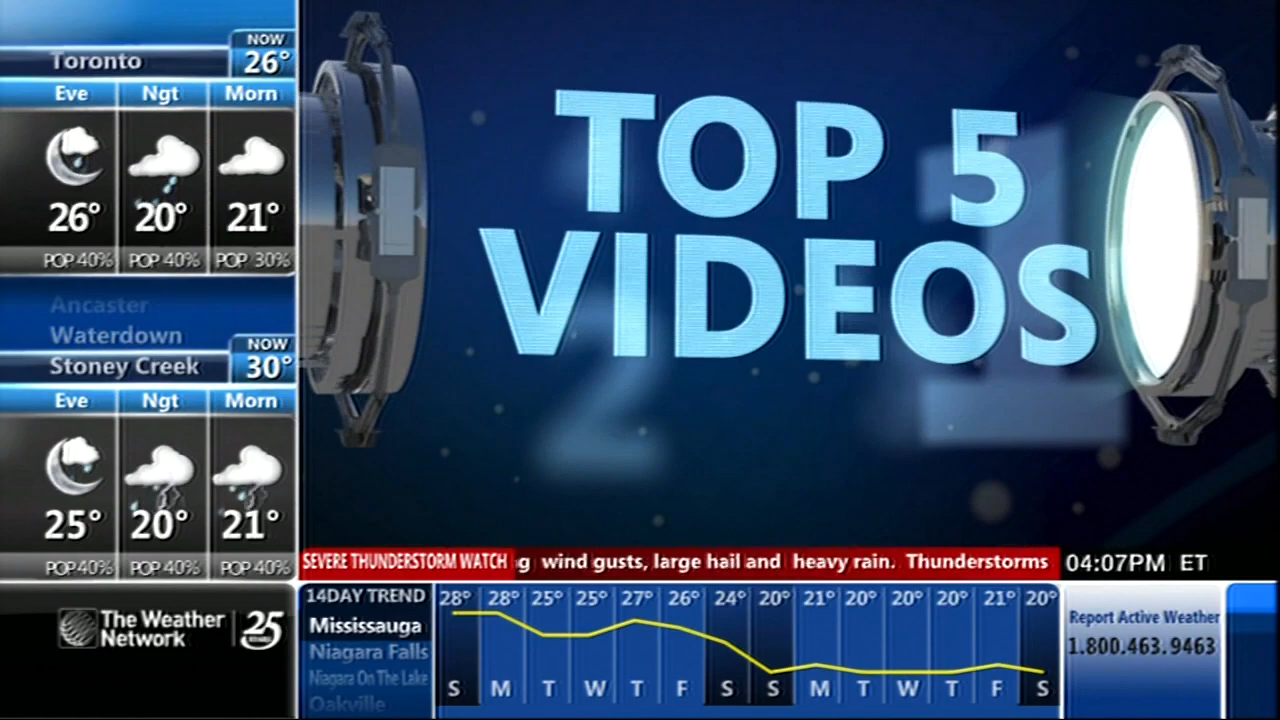 Toronto
NOW
26°
Eve Ngt Morn
26° 20° 21°
POP 40% POP 40% POP 30%
Ancaster
Waterdown
Stoney Creek
NOW
30°
Eve Ngt Morn
25° 20° 21°
POP 40% POP 40% POP 40%
The Weather
Network
25
TOP 5
VIDEOS
1
2
SEVERE THUNDERSTORM WATCH
g wind gusts, large hail and heavy rain. Thunderstorms
04:07PM ET
14DAY TREND
Mississauga
Niagara Falls
Niagara On The Lake
Oakville
28° 28° 25° 25° 27° 26° 24° 20° 21° 20° 20° 20° 21° 20°
S M T W T F S S M T W T F S
Report Active Weather
1.800.463.9463